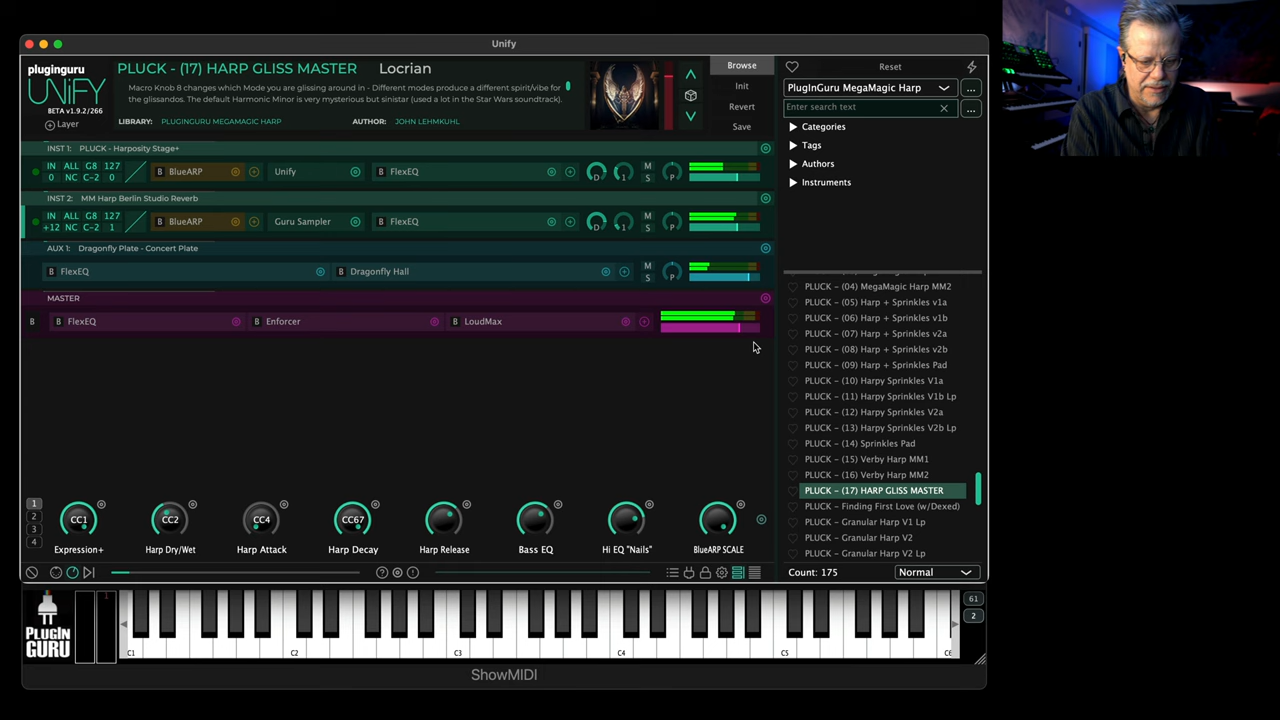 Unify
pluginguru
UNiFY
BETA v1.9.2/266
Layer
PLUCK - (17) HARP GLISS MASTER Locrian
Macro Knob 8 changes which Mode you are glissing around in - Different modes produce a different spirit/vibe for
the glissandos. The default Harmonic Minor is very mysterious but sinistar (used a lot in the Star Wars soundtrack).
LIBRARY: PLUGINGURU MEGAMAGIC HARP AUTHOR: JOHN LEHMKUHL
Browse
Init
Revert
Save
Reset
PlugInGuru MegaMagic Harp ...
Enter search text ...
Categories
Tags
Authors
Instruments
INST 1: PLUCK - Harposity Stage+
IN ALL G8 127
0 NC C-2 0
B BlueARP Unify B FlexEQ D 1 M S P
INST 2: MM Harp Berlin Studio Reverb
IN ALL G8 127
+12 NC C-2 1
B BlueARP Guru Sampler B FlexEQ D 1 M S P
AUX 1: Dragonfly Plate - Concert Plate
B FlexEQ B Dragonfly Hall M S P
MASTER
B B FlexEQ B Enforcer B LoudMax
PLUCK - (04) MegaMagic Harp MM2
PLUCK - (05) Harp + Sprinkles v1a
PLUCK - (06) Harp + Sprinkles v1b
PLUCK - (07) Harp + Sprinkles v2a
PLUCK - (08) Harp + Sprinkles v2b
PLUCK - (09) Harp + Sprinkles Pad
PLUCK - (10) Harpy Sprinkles V1a
PLUCK - (11) Harpy Sprinkles V1b Lp
PLUCK - (12) Harpy Sprinkles V2a
PLUCK - (13) Harpy Sprinkles V2b Lp
PLUCK - (14) Sprinkles Pad
PLUCK - (15) Verby Harp MM1
PLUCK - (16) Verby Harp MM2
PLUCK - (17) HARP GLISS MASTER
PLUCK - Finding First Love (w/Dexed)
PLUCK - Granular Harp V1 Lp
PLUCK - Granular Harp V2
PLUCK - Granular Harp V2 Lp
Count: 175 Normal
1
2
3
4
CC1 CC2 CC4 CC67
Expression+ Harp Dry/Wet Harp Attack Harp Decay Harp Release Bass EQ Hi EQ "Nails" BlueARP SCALE
PLUGIN
GURU
1
C1 C2 C3 C4 C5 C6
61
2
ShowMIDI